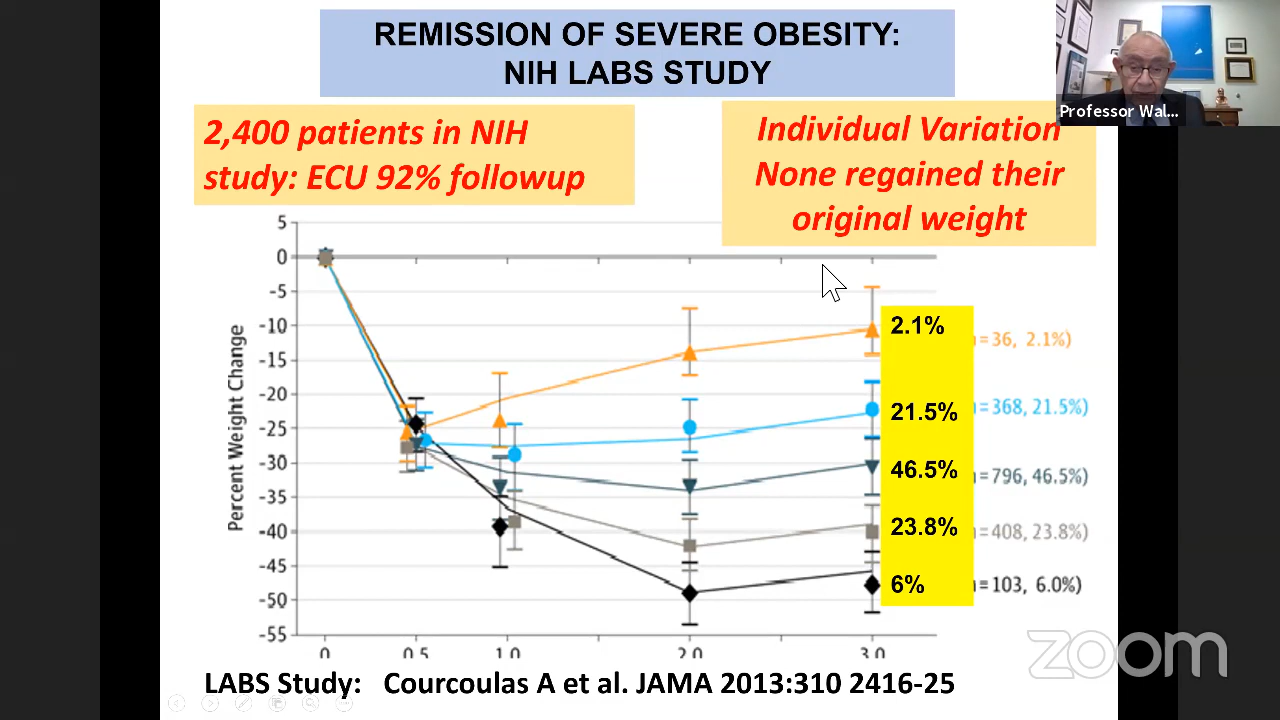 REMISSION OF SEVERE OBESITY:
NIH LABS STUDY
Professor Wal...
2,400 patients in NIH
study: ECU 92% followup
Individual Variation
None regained their
original weight
Percent Weight Change
5
0
-5
-10
-15
-20
-25
-30
-35
-40
-45
-50
-55
0
0.5
1.0
2.0
3.0
2.1%
21.5%
46.5%
23.8%
6%
n = 36, 2.1%)
n = 368, 21.5%)
n = 796, 46.5%)
n = 408, 23.8%)
n = 103, 6.0%)
zoom
LABS Study: Courcoulas A et al. JAMA 2013:310 2416-25